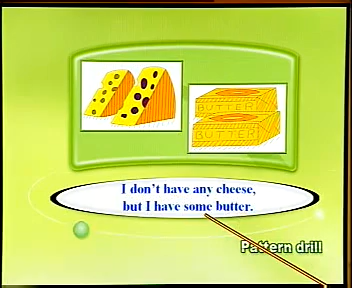 BUTTER
BUTTER
I don't have any cheese,
but I have some butter.
Pattern drill